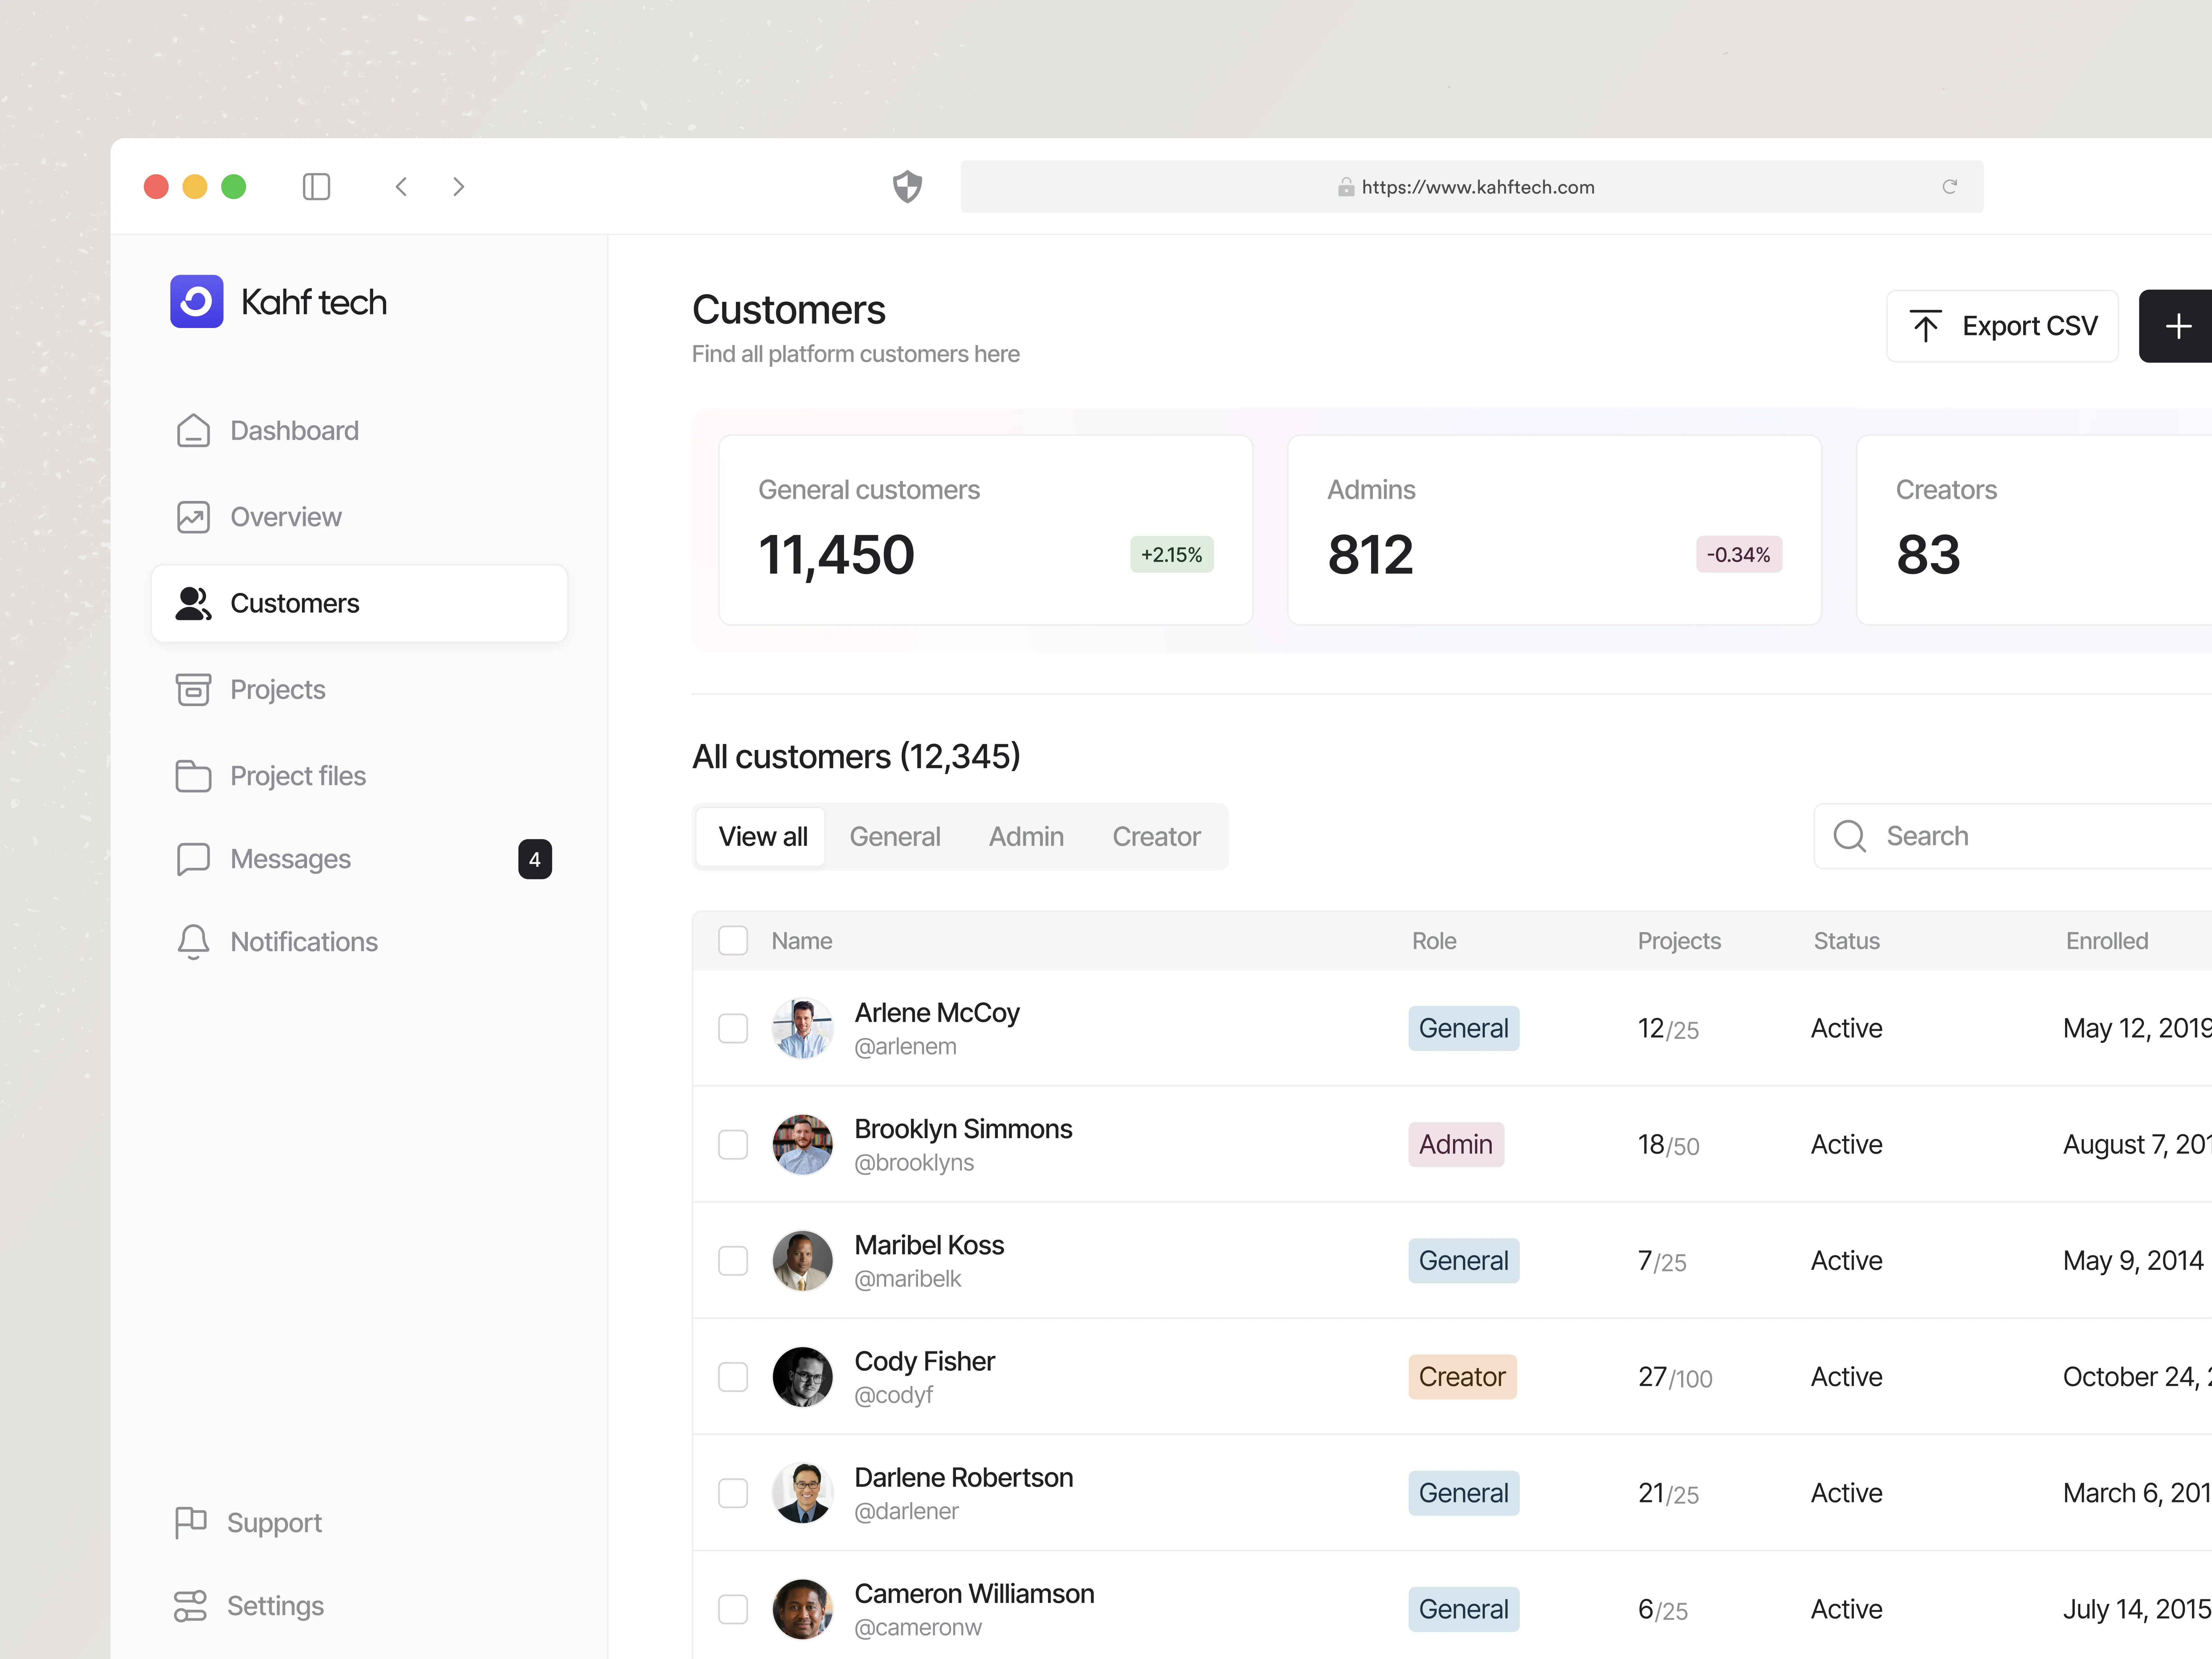 https://www.kahftech.com
Kahf tech
Dashboard
Overview
Customers
Projects
Project files
Messages
4
Notifications
Support
Settings
Customers
Find all platform customers here
Export CSV
General customers
11,450
+2.15%
Admins
812
-0.34%
Creators
83
All customers (12,345)
View all General Admin Creator
Search
Name Role Projects Status Enrolled
Arlene McCoy
@arlenem
General 12/25 Active May 12, 2019
Brooklyn Simmons
@brooklyns
Admin 18/50 Active August 7, 201
Maribel Koss
@maribelk
General 7/25 Active May 9, 2014
Cody Fisher
@codyf
Creator 27/100 Active October 24,
Darlene Robertson
@darlener
General 21/25 Active March 6, 201
Cameron Williamson
@cameronw
General 6/25 Active July 14, 2015